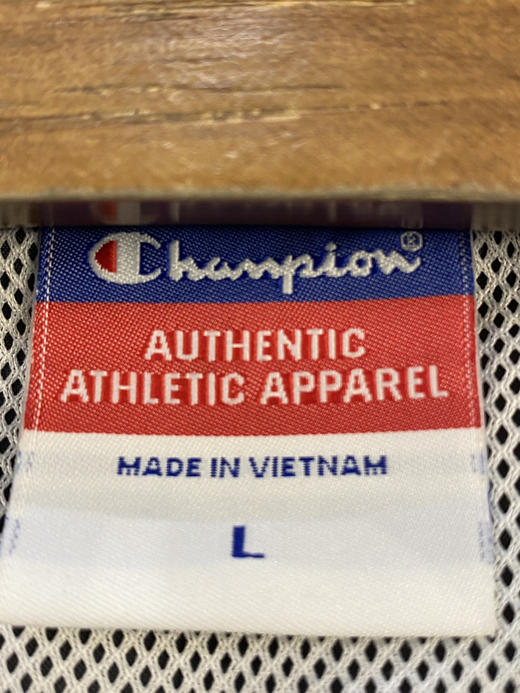 Champion®
AUTHENTIC
ATHLETIC APPAREL
MADE IN VIETNAM
L